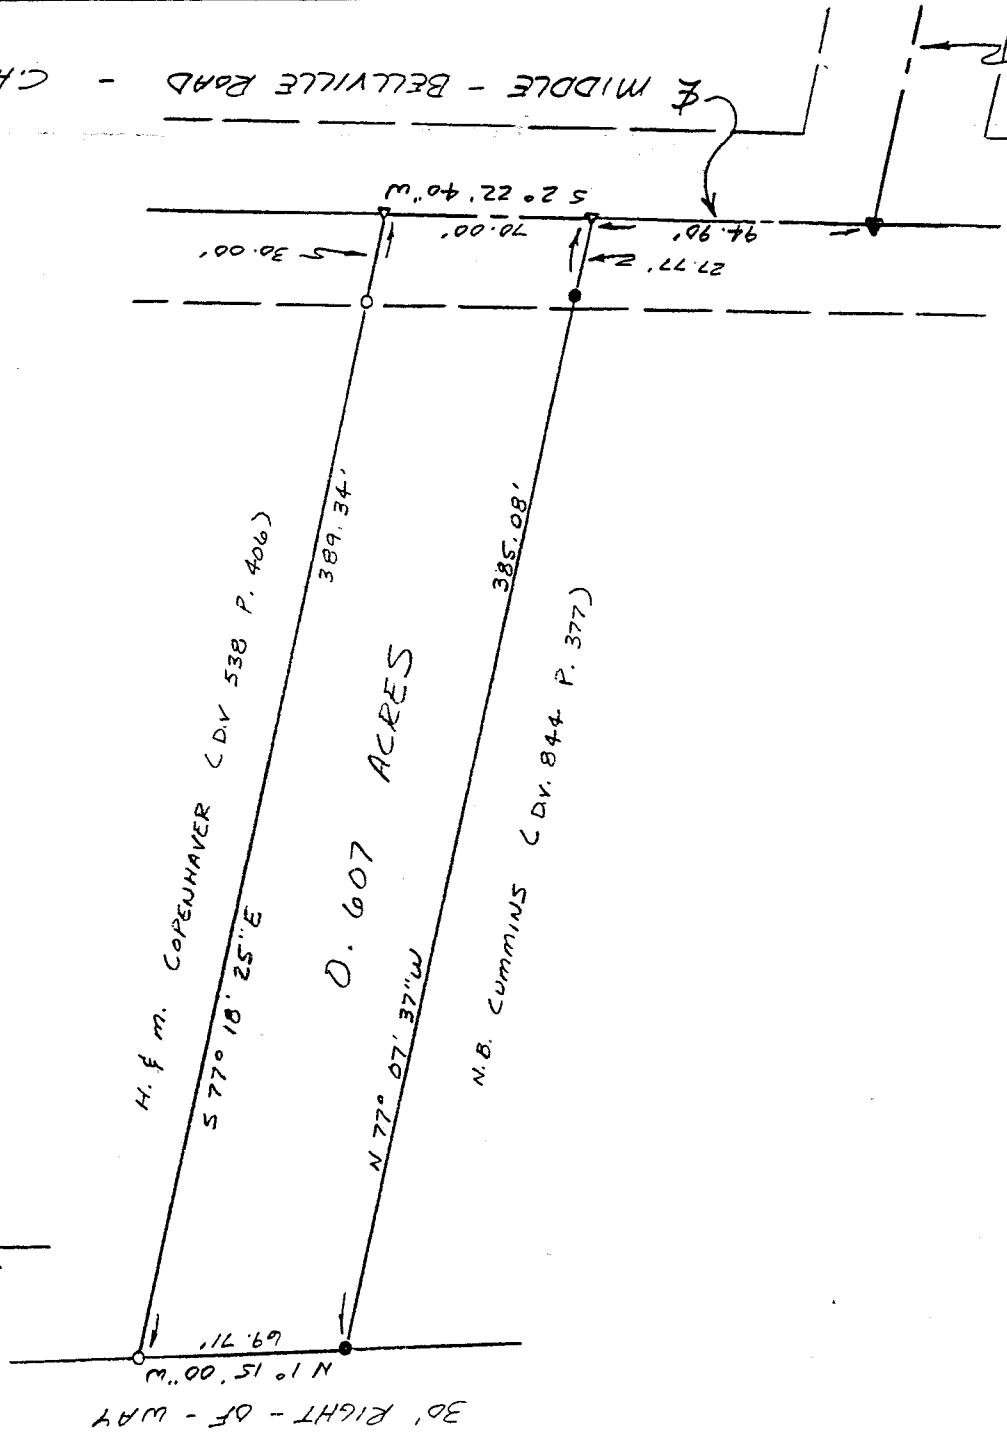 ℄ MIDDLE - BELLVILLE ROAD -
S 2° 22' 40" W
70.00'
94.90'
30.00'
27.77'
389.34'
385.08'
H. & M. COPENHAVER (D.V 538 P. 406)
S 77° 18' 25" E
0.607 ACRES
N 77° 07' 37" W
N.B. CUMMINS (D.V. 844 P. 377)
69.71'
N 1° 15' 00" W
30' RIGHT - OF - WAY